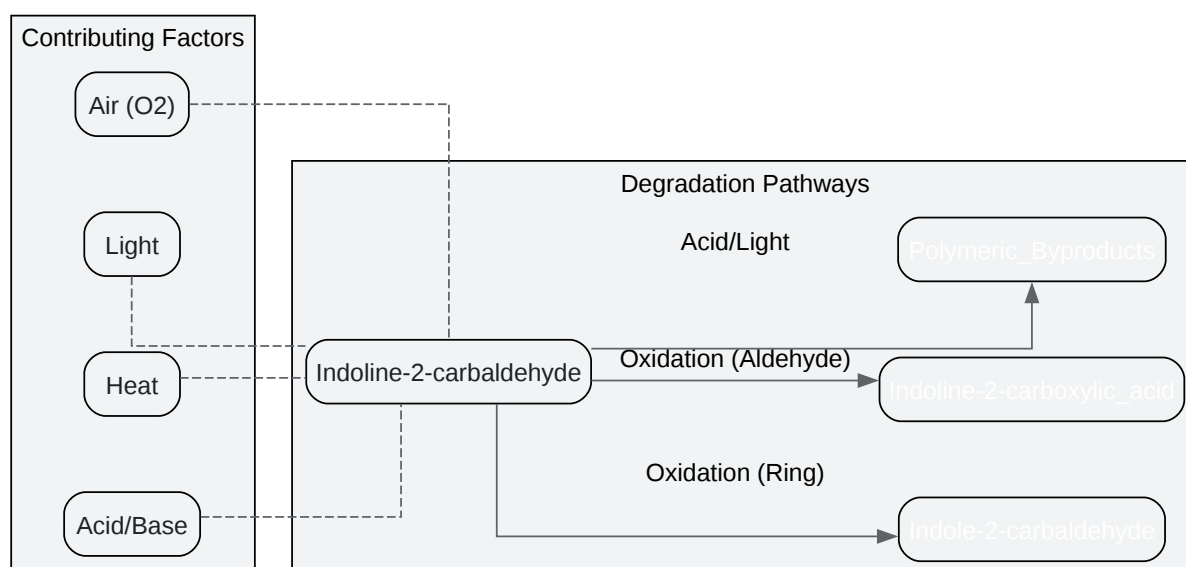 Contributing Factors
Air (O2)
Light
Heat
Acid/Base
Degradation Pathways
Acid/Light
Polymeric_Byproducts
Indoline-2-carbaldehyde
Oxidation (Aldehyde)
Indoline-2-carboxylic_acid
Oxidation (Ring)
Indole-2-carbaldehyde